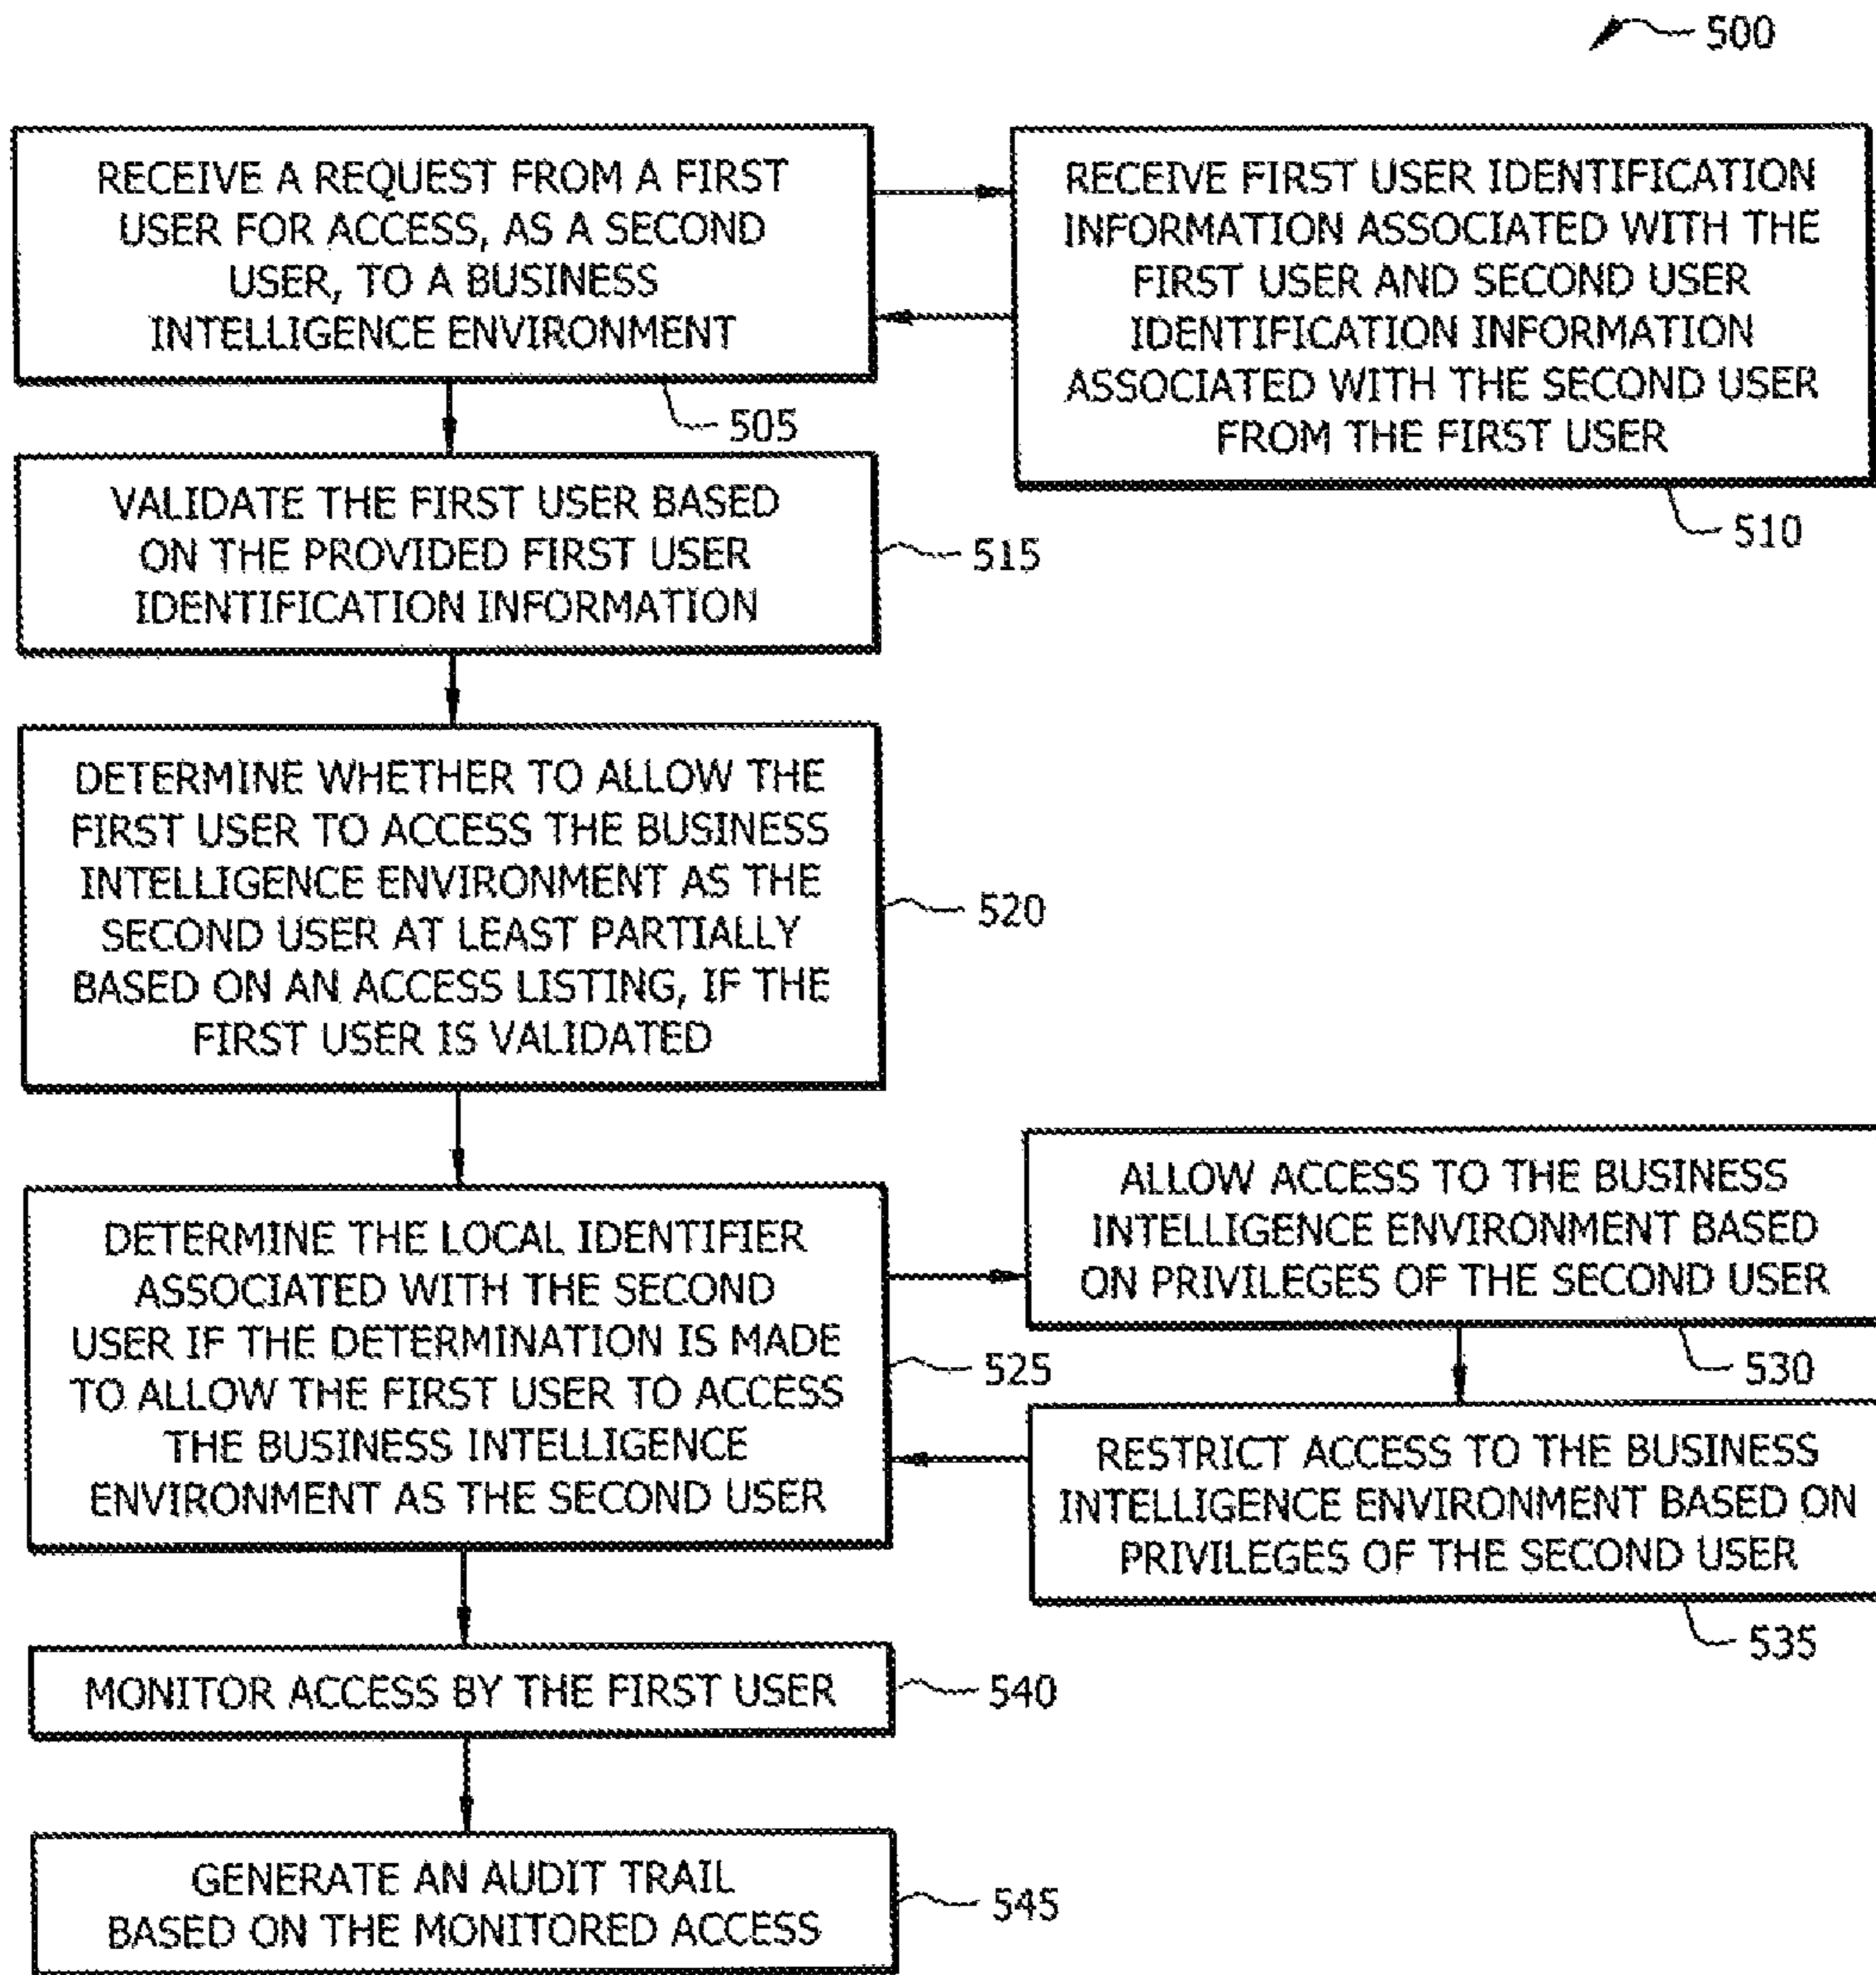 500
RECEIVE A REQUEST FROM A FIRST
USER FOR ACCESS, AS A SECOND
USER, TO A BUSINESS
INTELLIGENCE ENVIRONMENT
505
RECEIVE FIRST USER IDENTIFICATION
INFORMATION ASSOCIATED WITH THE
FIRST USER AND SECOND USER
IDENTIFICATION INFORMATION
ASSOCIATED WITH THE SECOND USER
FROM THE FIRST USER
510
VALIDATE THE FIRST USER BASED
ON THE PROVIDED FIRST USER
IDENTIFICATION INFORMATION
515
DETERMINE WHETHER TO ALLOW THE
FIRST USER TO ACCESS THE BUSINESS
INTELLIGENCE ENVIRONMENT AS THE
SECOND USER AT LEAST PARTIALLY
BASED ON AN ACCESS LISTING, IF THE
FIRST USER IS VALIDATED
520
DETERMINE THE LOCAL IDENTIFIER
ASSOCIATED WITH THE SECOND
USER IF THE DETERMINATION IS MADE
TO ALLOW THE FIRST USER TO ACCESS
THE BUSINESS INTELLIGENCE
ENVIRONMENT AS THE SECOND USER
525
ALLOW ACCESS TO THE BUSINESS
INTELLIGENCE ENVIRONMENT BASED
ON PRIVILEGES OF THE SECOND USER
530
RESTRICT ACCESS TO THE BUSINESS
INTELLIGENCE ENVIRONMENT BASED ON
PRIVILEGES OF THE SECOND USER
535
MONITOR ACCESS BY THE FIRST USER
540
GENERATE AN AUDIT TRAIL
BASED ON THE MONITORED ACCESS
545